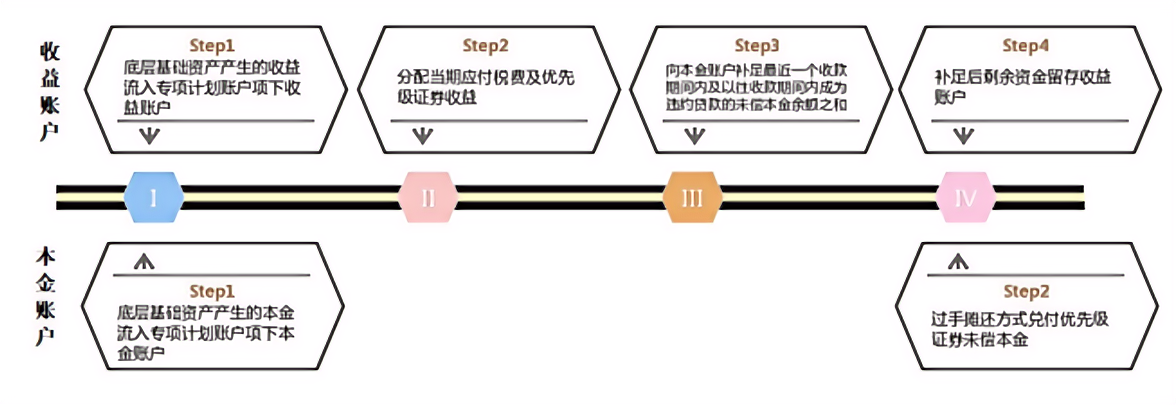 收益账户
Step1
底层基础资产产生的收益
流入专项计划账户项下收
益账户
Step2
分配当期应付税费及优先
级证券收益
Step3
向本金账户补足最近一个收款
期间内及以往收款期间内成为
违约贷款的未偿本金余额之和
Step4
补足后剩余资金留存收益
账户
I
II
III
IV
本金账户
Step1
底层基础资产产生的本金
流入专项计划账户项下本
金账户
Step2
过手摊还方式兑付优先级
证券未偿本金